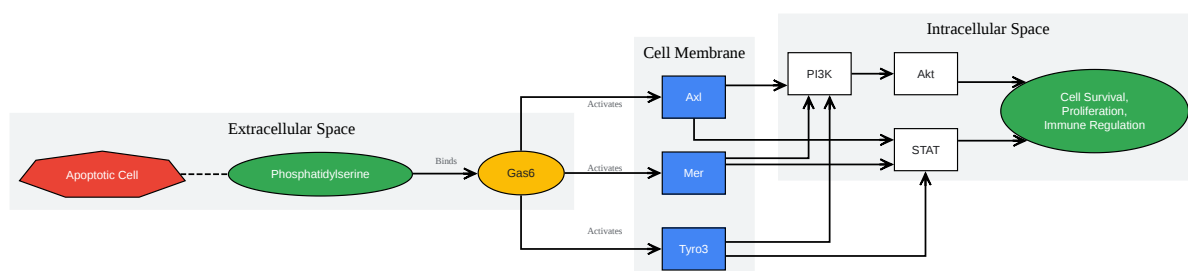 Extracellular Space
Apoptotic Cell
Phosphatidylserine
Binds
Gas6
Activates
Activates
Activates
Cell Membrane
Axl
Mer
Tyro3
Intracellular Space
PI3K
Akt
STAT
Cell Survival,
Proliferation,
Immune Regulation